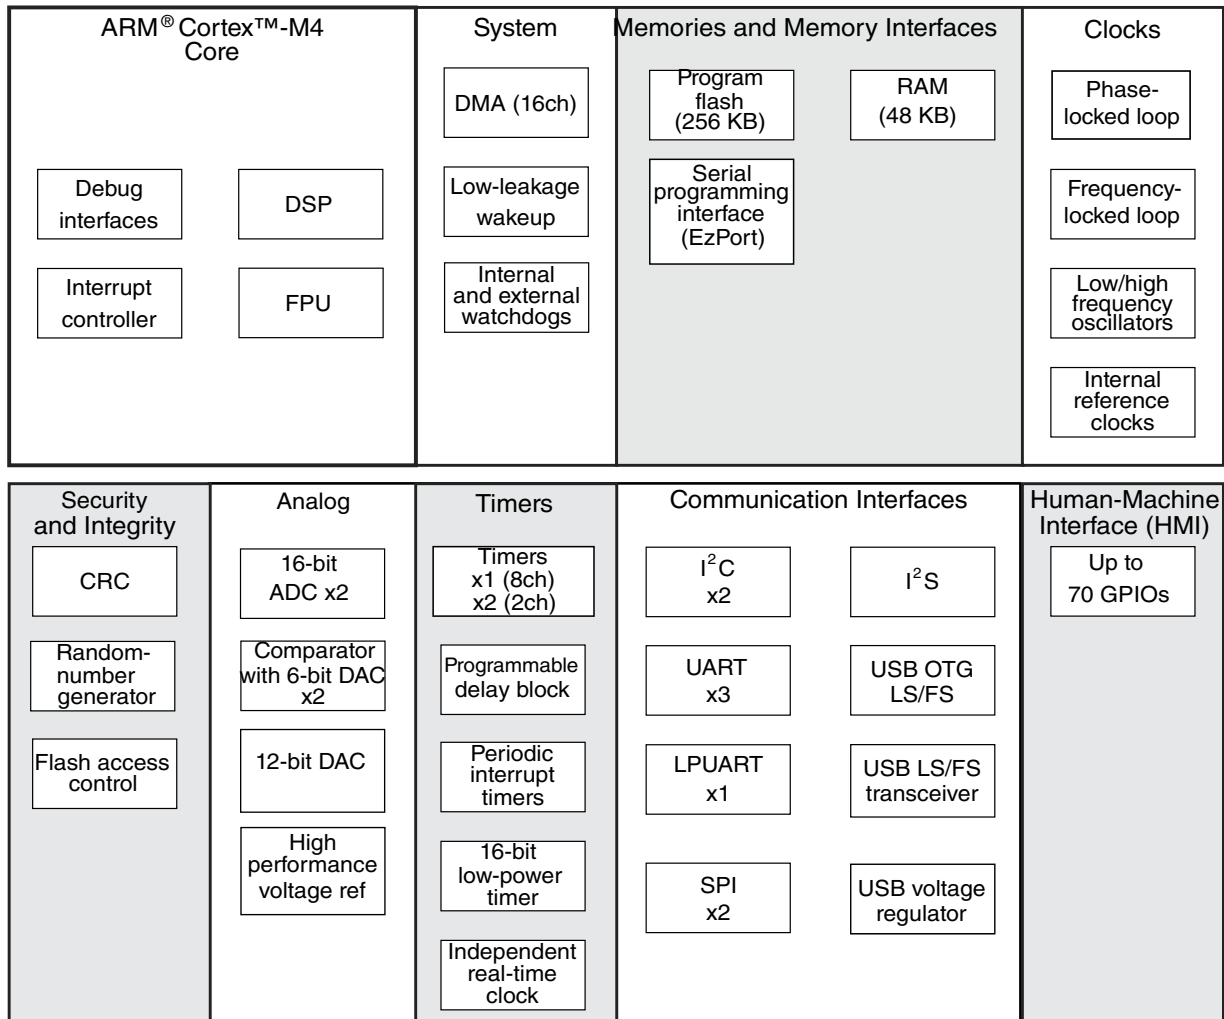 ARM® Cortex™-M4
Core
Debug
interfaces
DSP
Interrupt
controller
FPU
System
DMA (16ch)
Low-leakage
wakeup
Internal
and external
watchdogs
Memories and Memory Interfaces
Program
flash
(256 KB)
RAM
(48 KB)
Serial
programming
interface
(EzPort)
Clocks
Phase-
locked loop
Frequency-
locked loop
Low/high
frequency
oscillators
Internal
reference
clocks
Security
and Integrity
CRC
Random-
number
generator
Flash access
control
Analog
16-bit
ADC x2
Comparator
with 6-bit DAC
x2
12-bit DAC
High
performance
voltage ref
Timers
Timers
x1 (8ch)
x2 (2ch)
Programmable
delay block
Periodic
interrupt
timers
16-bit
low-power
timer
Independent
real-time
clock
Communication Interfaces
I²C
x2
I²S
UART
x3
USB OTG
LS/FS
LPUART
x1
USB LS/FS
transceiver
SPI
x2
USB voltage
regulator
Human-Machine
Interface (HMI)
Up to
70 GPIOs